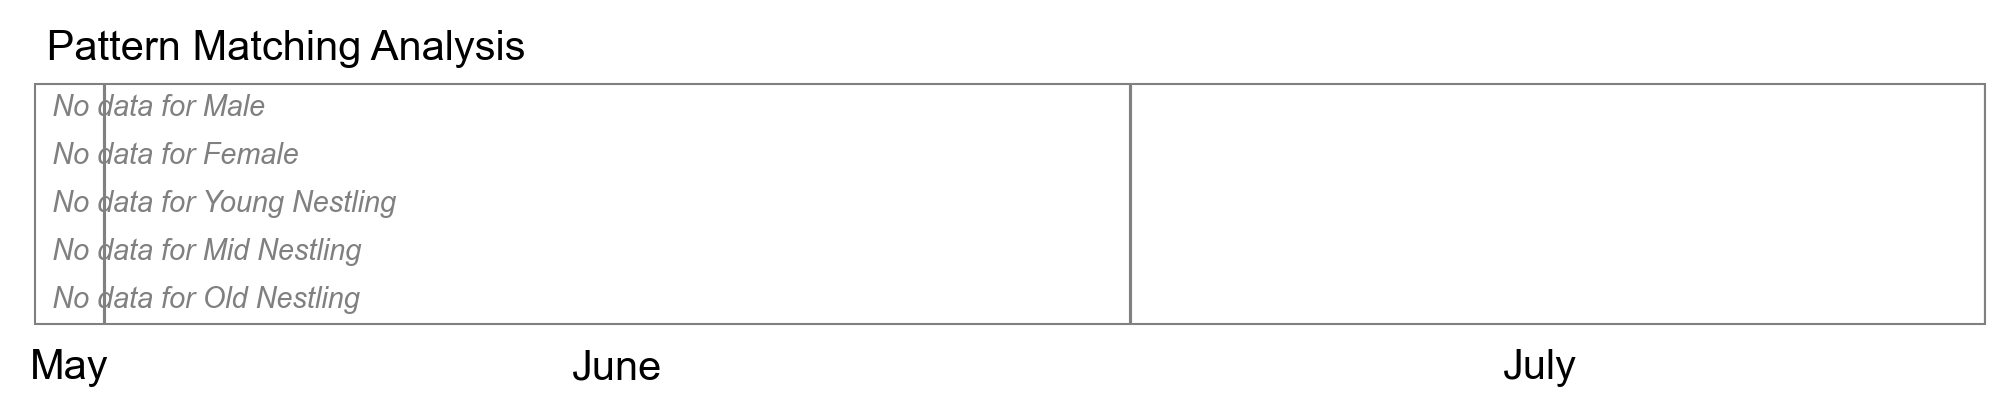 Pattern Matching Analysis
No data for Male
No data for Female
No data for Young Nestling
No data for Mid Nestling
No data for Old Nestling
May June July